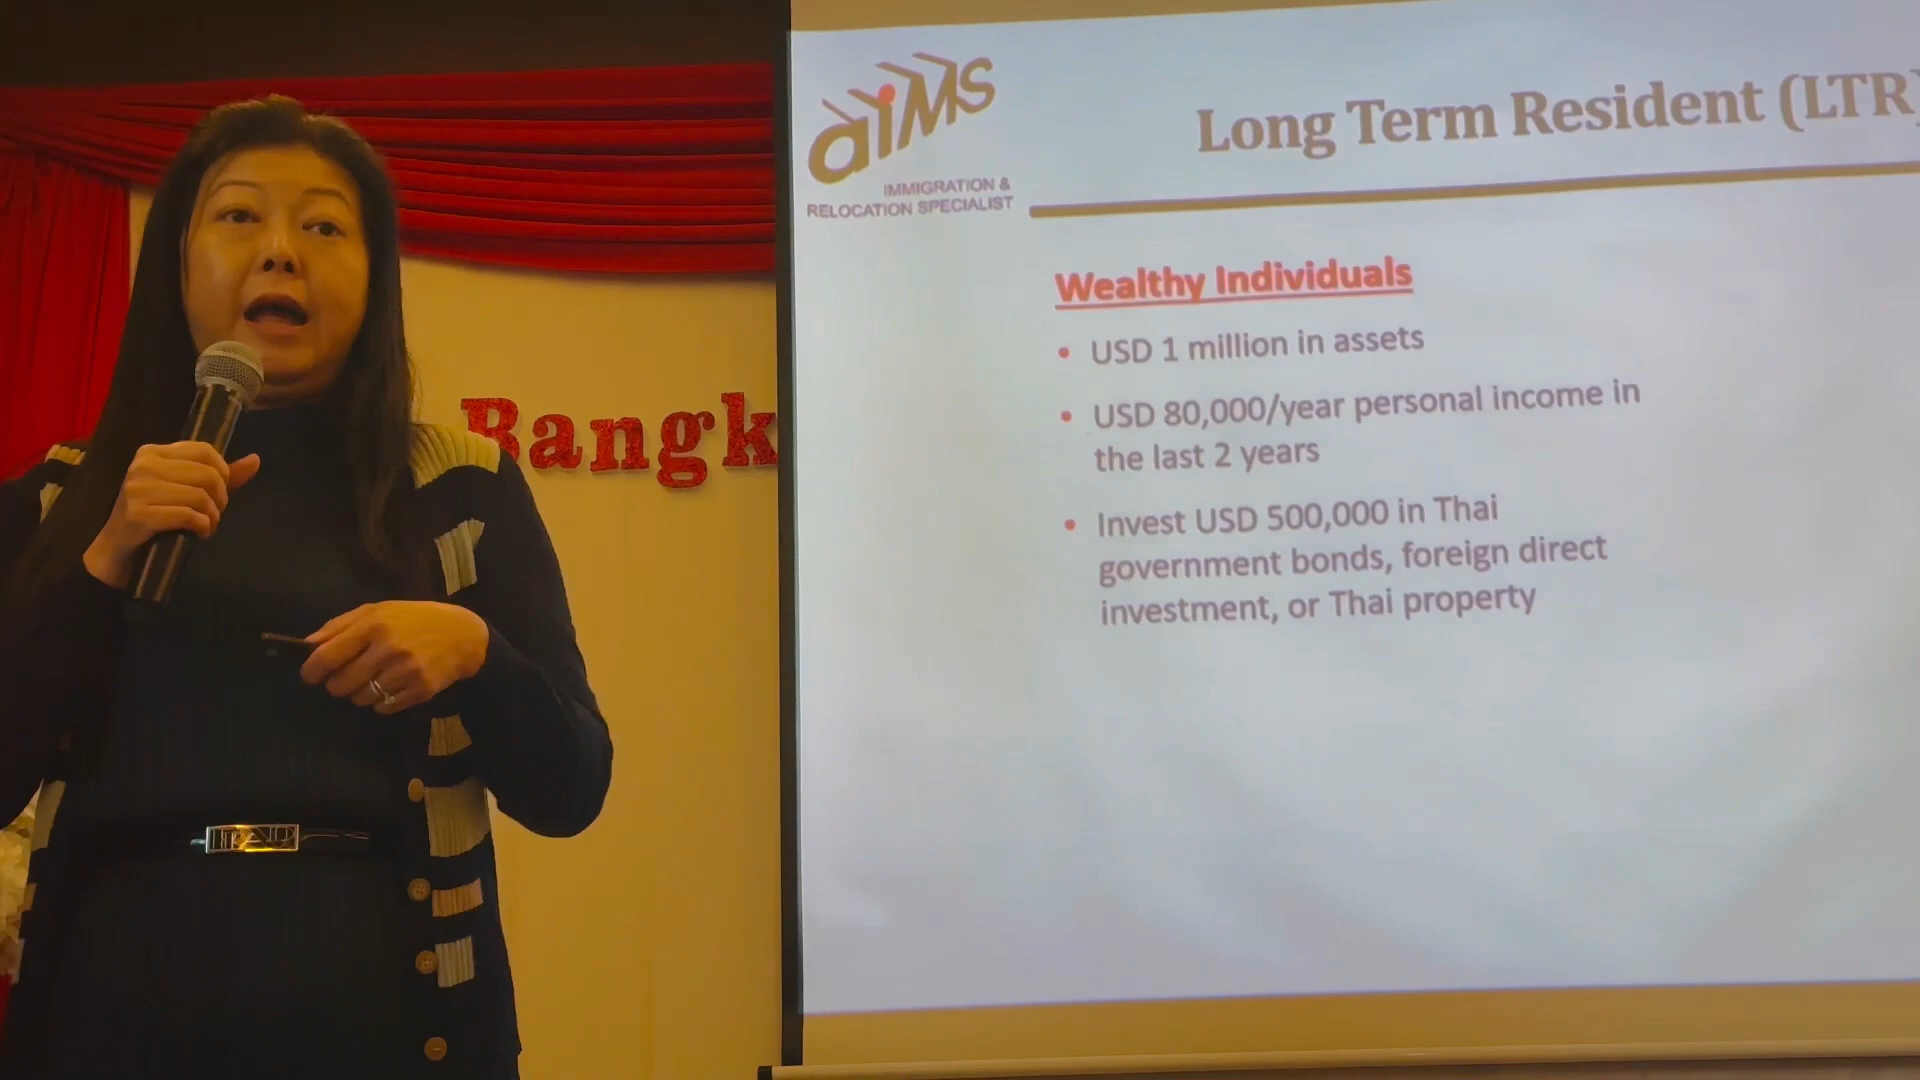 aiMS
IMMIGRATION &
RELOCATION SPECIALIST
Long Term Resident (LTR)
Wealthy Individuals
• USD 1 million in assets
• USD 80,000/year personal income in
the last 2 years
• Invest USD 500,000 in Thai
government bonds, foreign direct
investment, or Thai property
Bangk